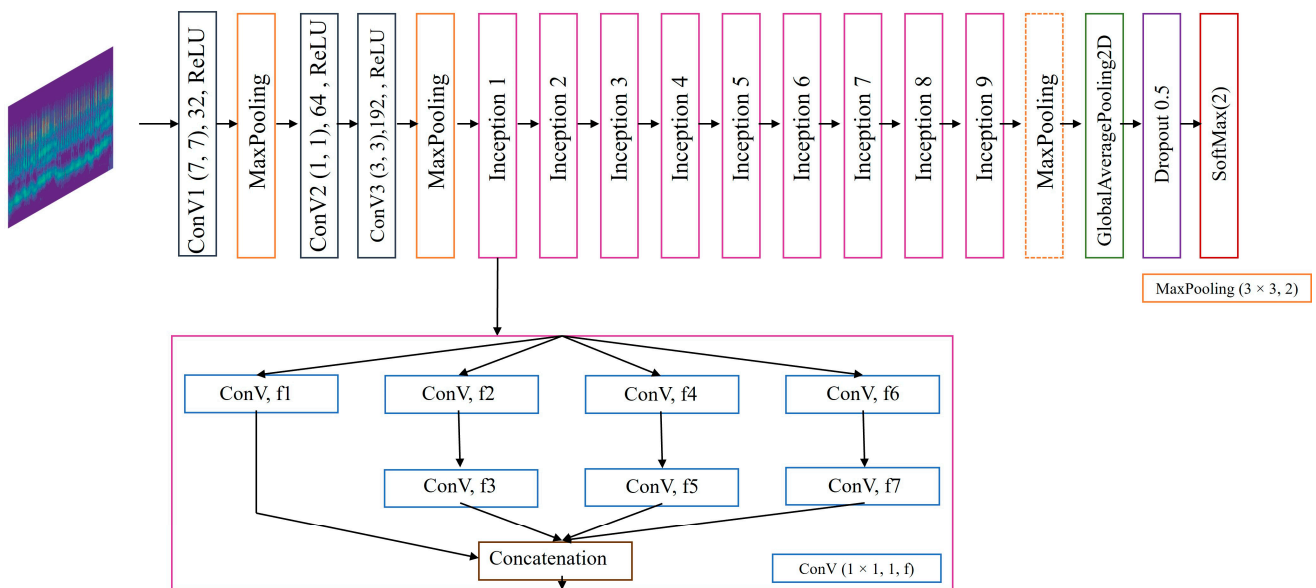 ConV1 (7, 7), 32, ReLU
MaxPooling
ConV2 (1, 1), 64 , ReLU
ConV3 (3, 3),192, , ReLU
MaxPooling
Inception 1
Inception 2
Inception 3
Inception 4
Inception 5
Inception 6
Inception 7
Inception 8
Inception 9
MaxPooling
GlobalAveragePooling2D
Dropout 0.5
SoftMax(2)
MaxPooling (3 × 3, 2)
ConV, f1
ConV, f2
ConV, f4
ConV, f6
ConV, f3
ConV, f5
ConV, f7
Concatenation
ConV (1 × 1, 1, f)